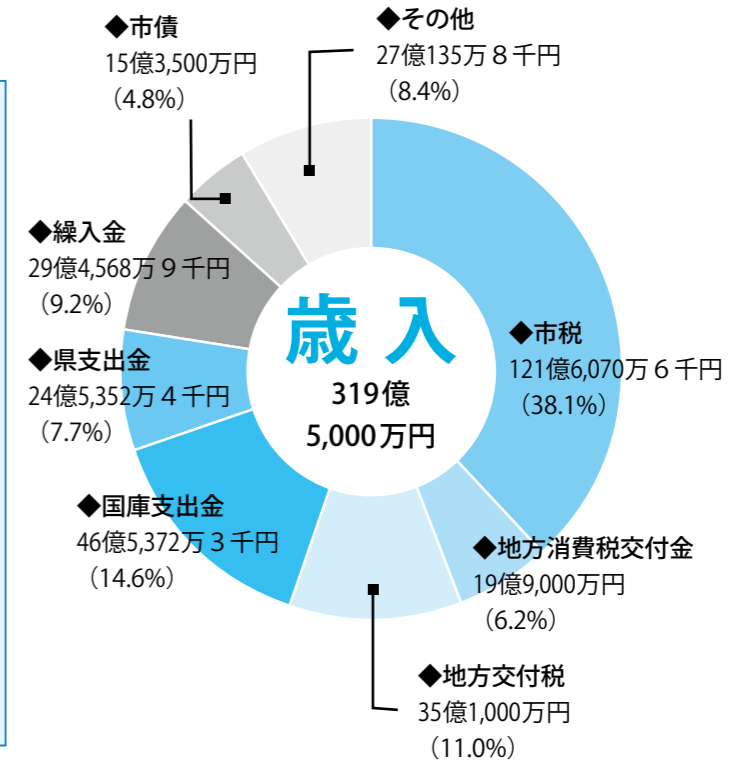 ◆市債
15億3,500万円
（4.8%）
◆その他
27億135万８千円
（8.4%）
◆繰入金
29億4,568万９千円
（9.2%）
◆県支出金
24億5,352万４千円
（7.7%）
◆国庫支出金
46億5,372万３千円
（14.6%）
歳入
319億
5,000万円
◆市税
121億6,070万６千円
（38.1%）
◆地方消費税交付金
19億9,000万円
（6.2%）
◆地方交付税
35億1,000万円
（11.0%）